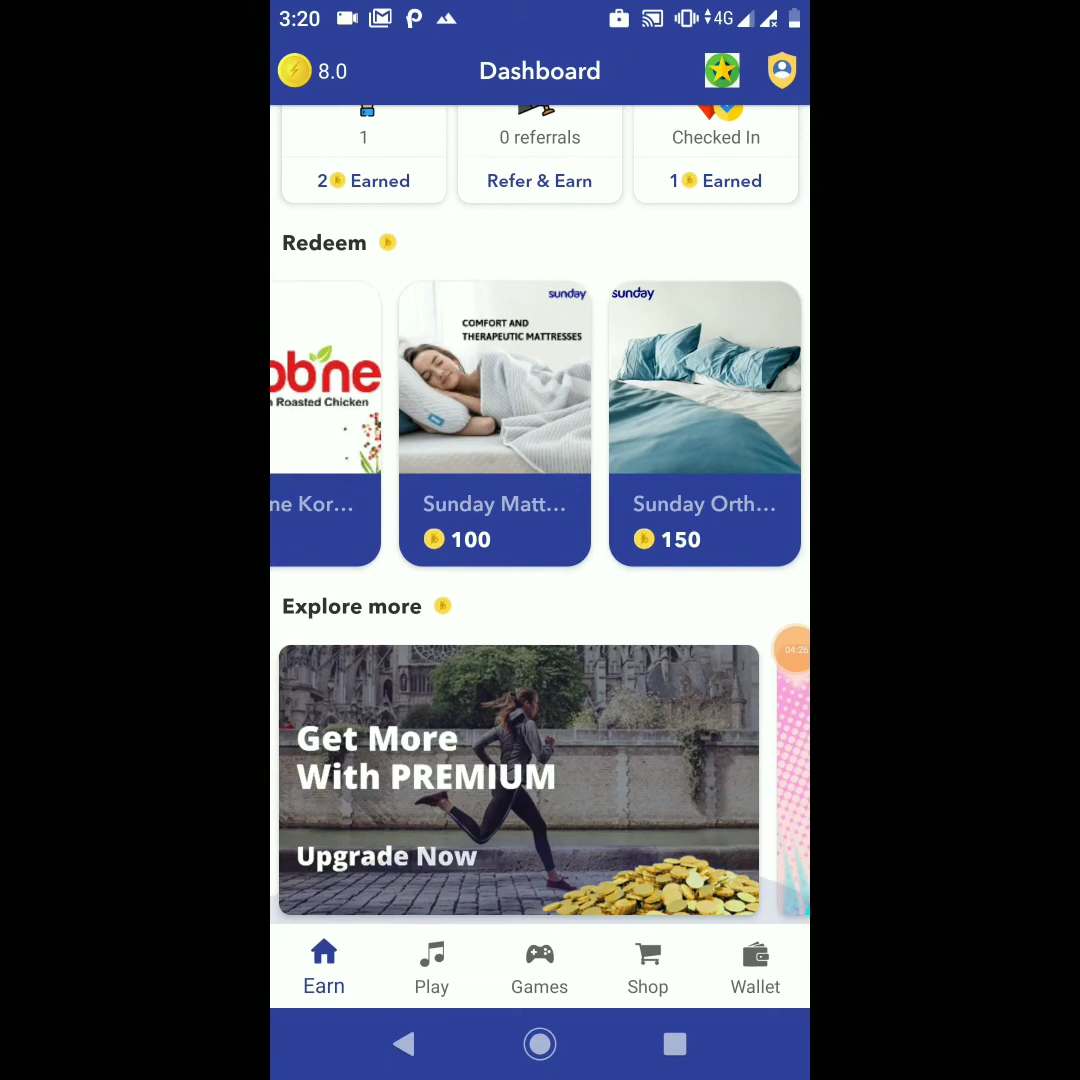 3:20
4G
8.0
Dashboard
1
0 referrals
Checked In
2 Earned
Refer & Earn
1 Earned
Redeem
sunday
COMFORT AND
THERAPEUTIC MATTRESSES
sunday
Roasted Chicken
ne Kor...
Sunday Matt...
Sunday Orth...
100
150
Explore more
04:26
Get More
With PREMIUM
Upgrade Now
Earn
Play
Games
Shop
Wallet